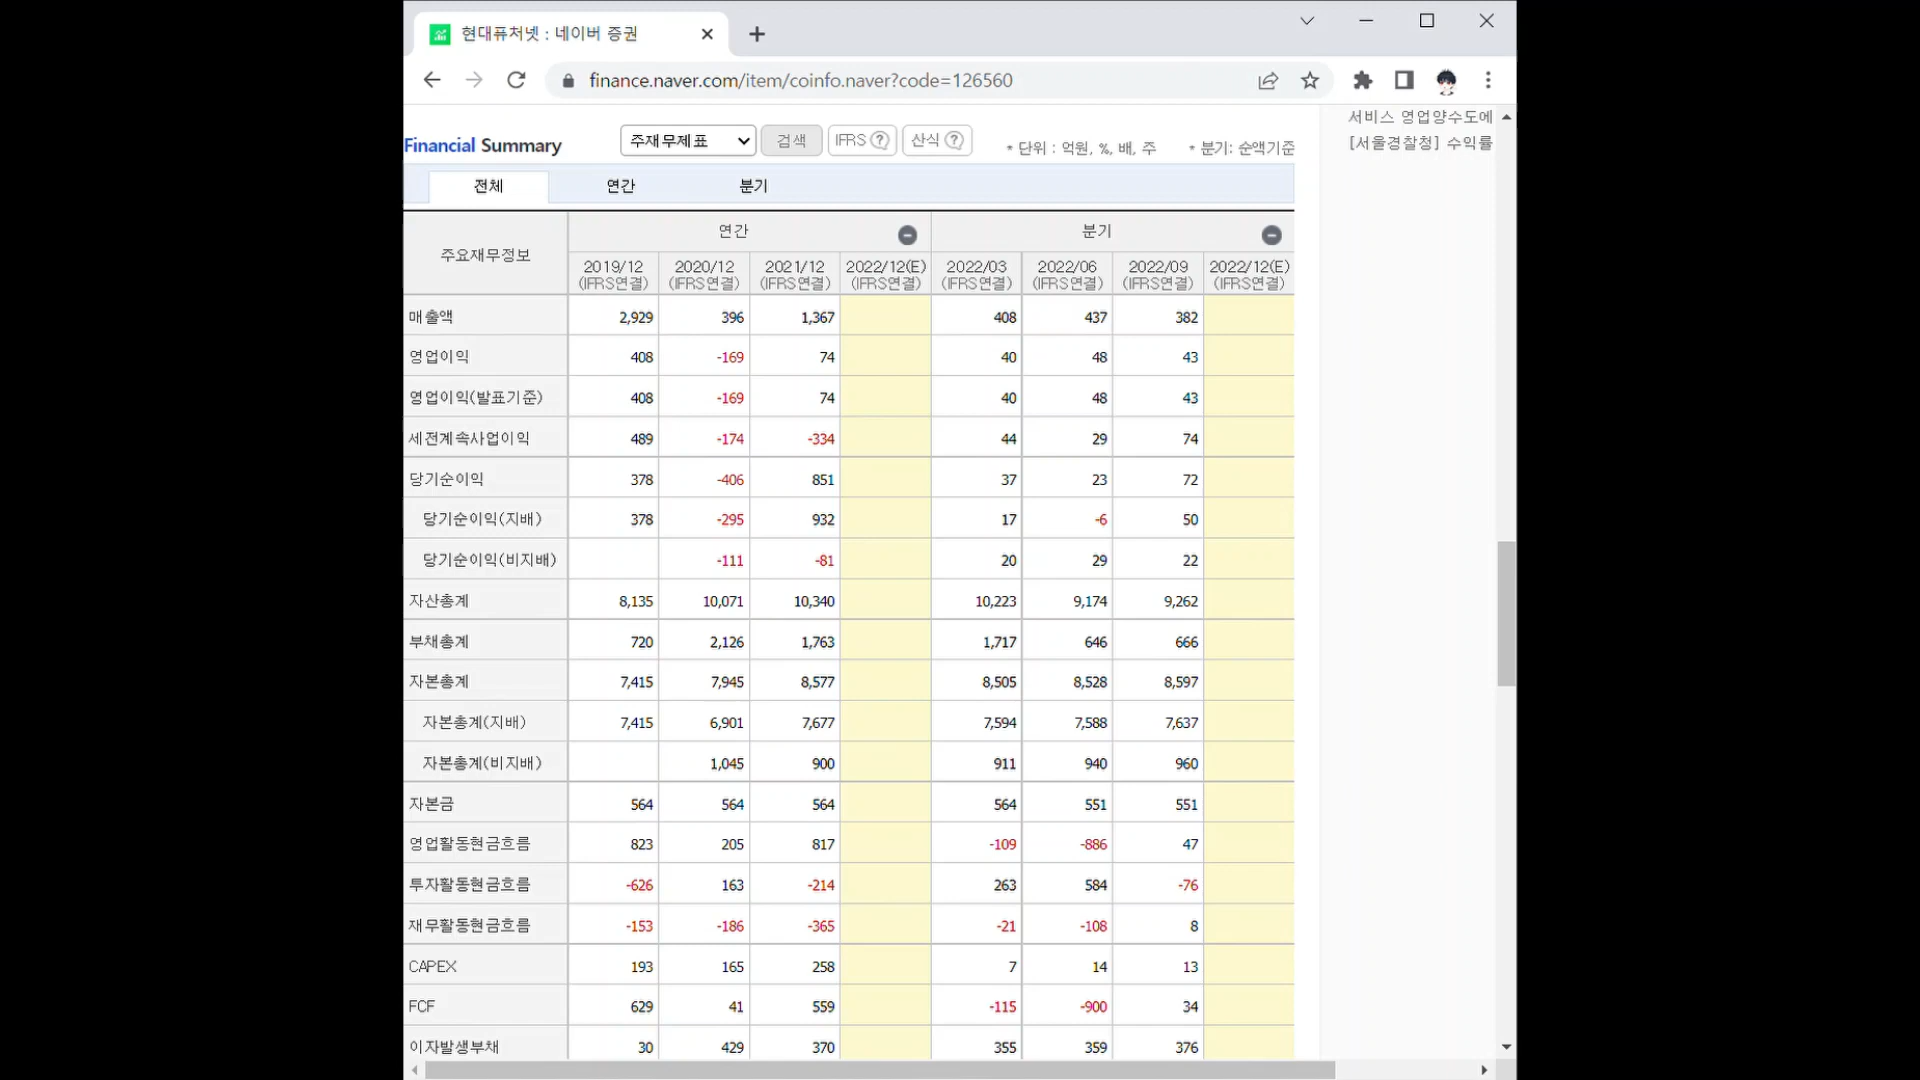 현대퓨처넷 : 네이버 증권
finance.naver.com/item/coinfo.naver?code=126560
서비스 영업양수도에
[서울경찰청] 수익률
Financial Summary 주재무제표 검색 IFRS ? 산식 ? * 단위 : 억원, %, 배, 주 * 분기: 순액기준
전체 연간 분기
주요재무정보 연간 분기
2019/12 2020/12 2021/12 2022/12(E) 2022/03 2022/06 2022/09 2022/12(E)
(IFRS연결) (IFRS연결) (IFRS연결) (IFRS연결) (IFRS연결) (IFRS연결) (IFRS연결) (IFRS연결)
매출액 2,929 396 1,367 408 437 382
영업이익 408 -169 74 40 48 43
영업이익(발표기준) 408 -169 74 40 48 43
세전계속사업이익 489 -174 -334 44 29 74
당기순이익 378 -406 851 37 23 72
당기순이익(지배) 378 -295 932 17 -6 50
당기순이익(비지배) -111 -81 20 29 22
자산총계 8,135 10,071 10,340 10,223 9,174 9,262
부채총계 720 2,126 1,763 1,717 646 666
자본총계 7,415 7,945 8,577 8,505 8,528 8,597
자본총계(지배) 7,415 6,901 7,677 7,594 7,588 7,637
자본총계(비지배) 1,045 900 911 940 960
자본금 564 564 564 564 551 551
영업활동현금흐름 823 205 817 -109 -886 47
투자활동현금흐름 -626 163 -214 263 584 -76
재무활동현금흐름 -153 -186 -365 -21 -108 8
CAPEX 193 165 258 7 14 13
FCF 629 41 559 -115 -900 34
이자발생부채 30 429 370 355 359 376